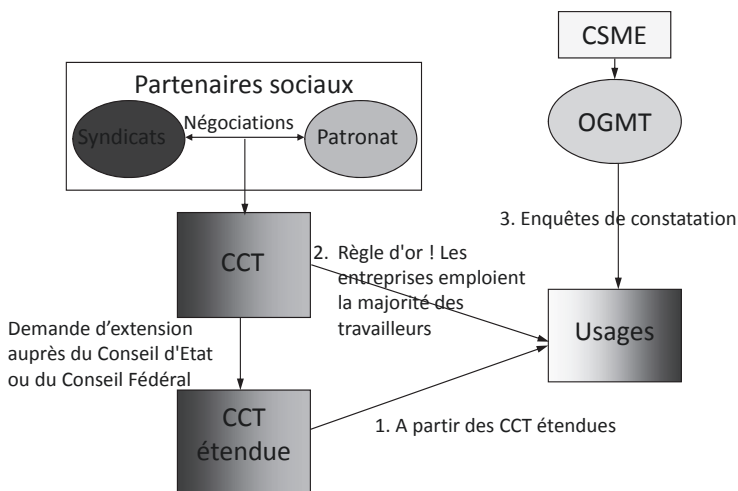 CSME
Partenaires sociaux
Négociations
Syndicats
Patronat
OGMT
3. Enquêtes de constatation
CCT
2. Règle d'or ! Les
entreprises emploient
la majorité des
travailleurs
Usages
Demande d’extension
auprès du Conseil d'Etat
ou du Conseil Fédéral
CCT
étendue
1. A partir des CCT étendues